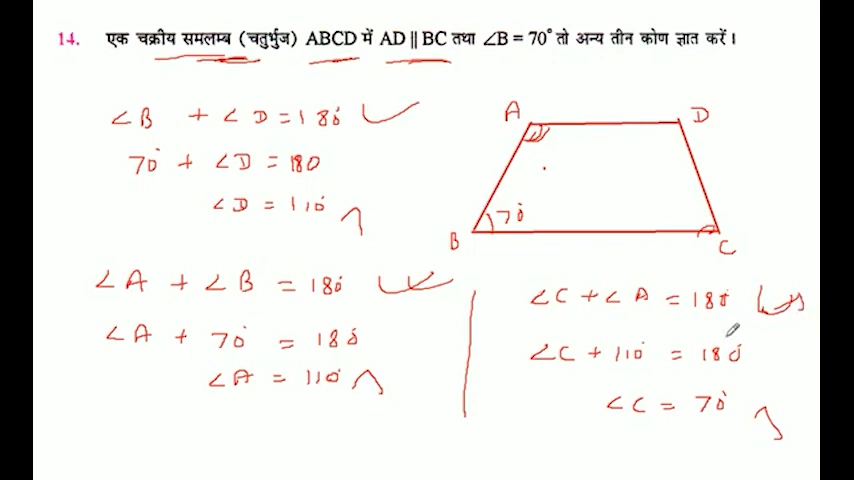 14. एक चक्रीय समलम्ब (चतुर्भुज) ABCD में AD || BC तथा ∠B = 70° तो अन्य तीन कोण ज्ञात करें।
∠B + ∠D = 180°
70° + ∠D = 180
∠D = 110°
A D
70°
B C
∠A + ∠B = 180°
∠A + 70° = 180°
∠A = 110°
∠C + ∠A = 180°
∠C + 110° = 180°
∠C = 70°